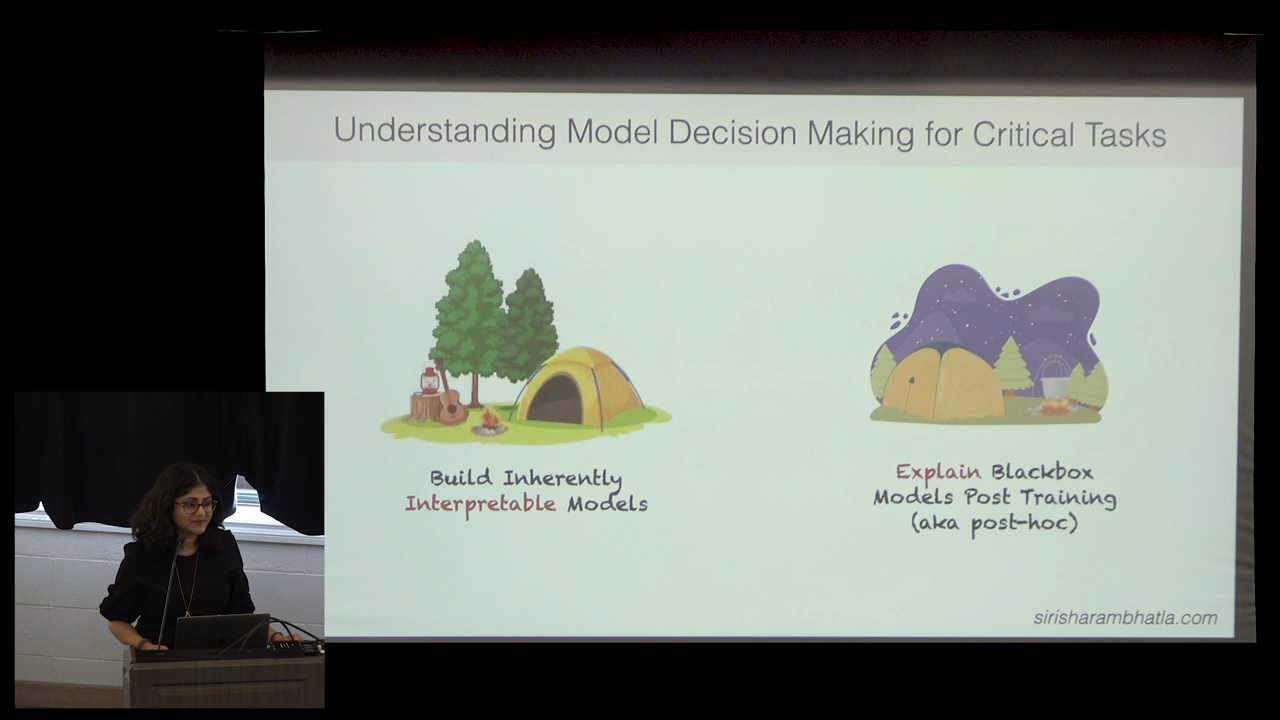 Understanding Model Decision Making for Critical Tasks
Build Inherently
Interpretable Models
Explain Blackbox
Models Post Training
(aka post-hoc)
sirisharambhatla.com